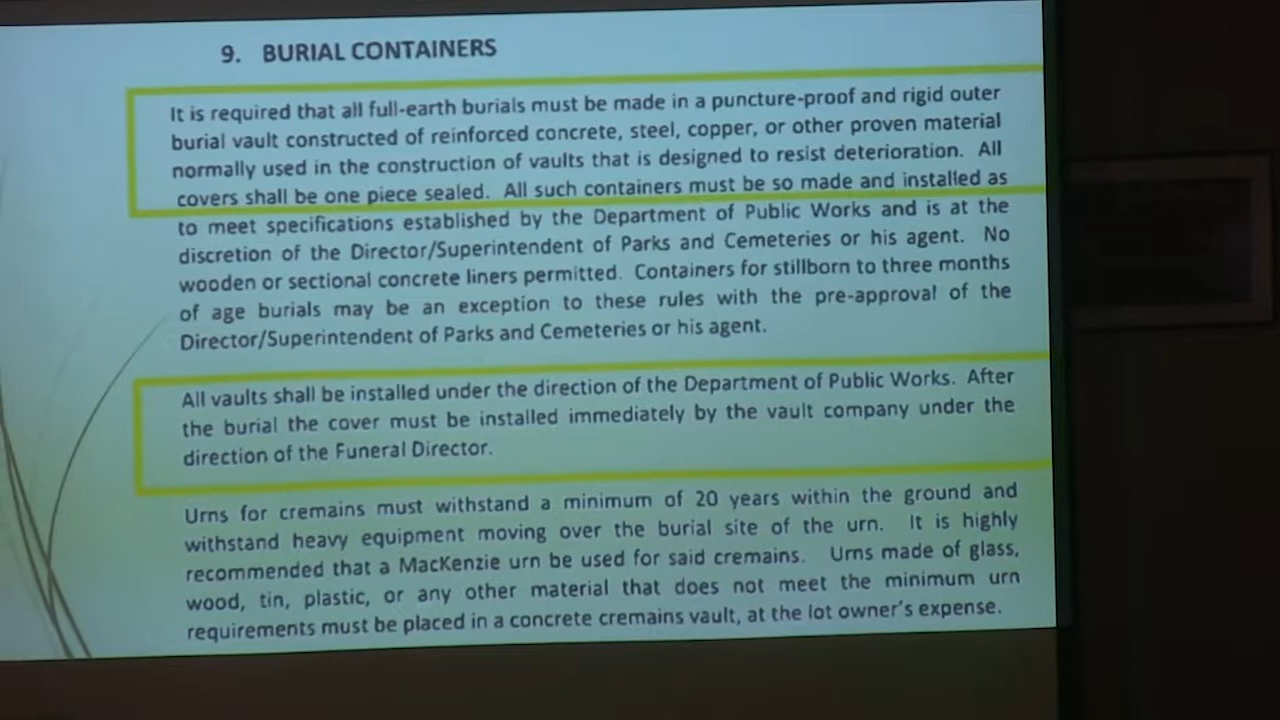 9. BURIAL CONTAINERS
It is required that all full-earth burials must be made in a puncture-proof and rigid outer
burial vault constructed of reinforced concrete, steel, copper, or other proven material
normally used in the construction of vaults that is designed to resist deterioration. All
covers shall be one piece sealed. All such containers must be so made and installed as
to meet specifications established by the Department of Public Works and is at the
discretion of the Director/Superintendent of Parks and Cemeteries or his agent. No
wooden or sectional concrete liners permitted. Containers for stillborn to three months
of age burials may be an exception to these rules with the pre-approval of the
Director/Superintendent of Parks and Cemeteries or his agent.
All vaults shall be installed under the direction of the Department of Public Works. After
the burial the cover must be installed immediately by the vault company under the
direction of the Funeral Director.
Urns for cremains must withstand a minimum of 20 years within the ground and
withstand heavy equipment moving over the burial site of the urn. It is highly
recommended that a MacKenzie urn be used for said cremains. Urns made of glass,
wood, tin, plastic, or any other material that does not meet the minimum urn
requirements must be placed in a concrete cremains vault, at the lot owner's expense.